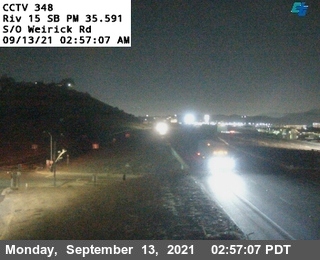 CCTV 348
Riv 15 SB PM 35.591
S/O Weirick Rd
09/13/21 02:57:07 AM
Monday, September 13, 2021 02:57:07 PDT